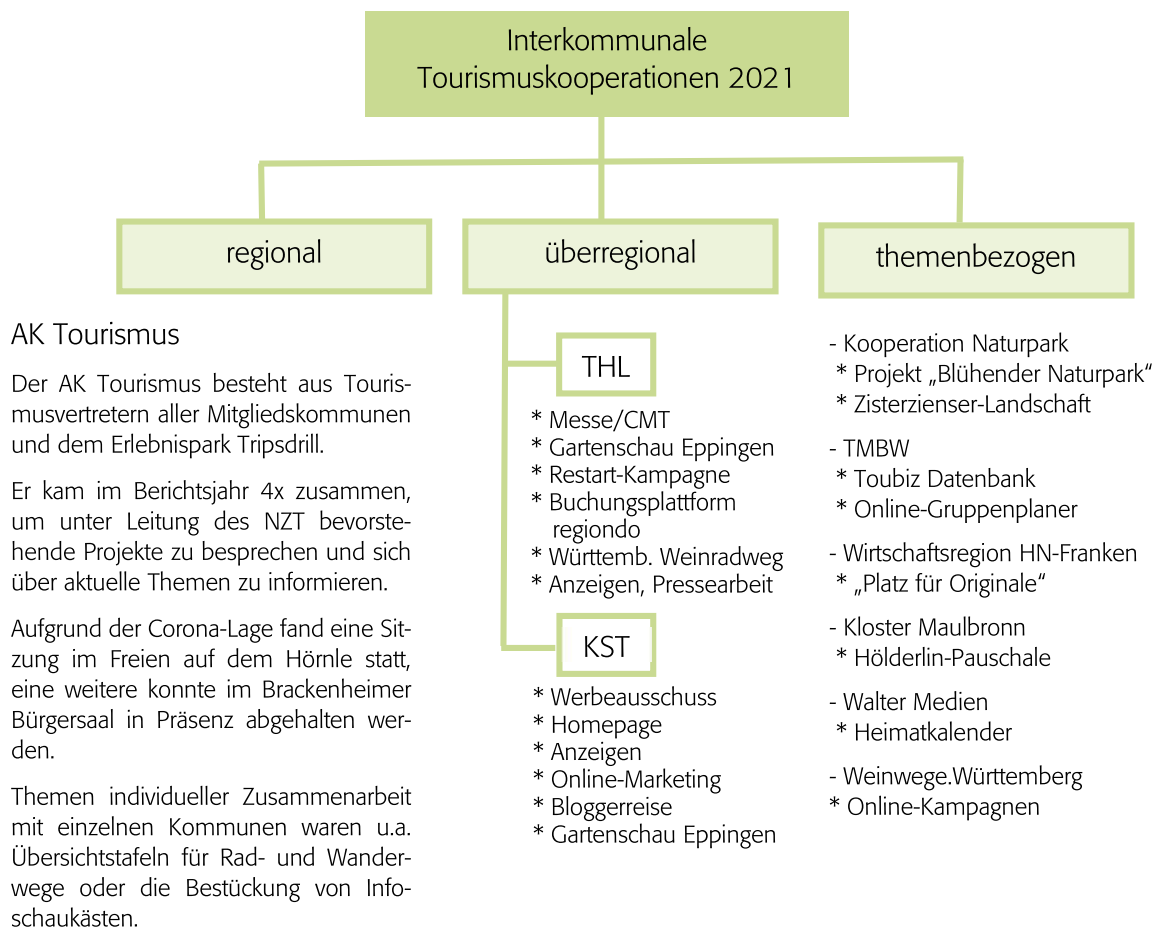 Interkommunale
Tourismuskooperationen 2021
regional
überregional
themenbezogen
AK Tourismus
Der AK Tourismus besteht aus Touris-
musvertretern aller Mitgliedskommunen
und dem Erlebnispark Tripsdrill.
Er kam im Berichtsjahr 4x zusammen,
um unter Leitung des NZT bevorste-
hende Projekte zu besprechen und sich
über aktuelle Themen zu informieren.
Aufgrund der Corona-Lage fand eine Sit-
zung im Freien auf dem Hörnle statt,
eine weitere konnte im Brackenheimer
Bürgersaal in Präsenz abgehalten wer-
den.
Themen individueller Zusammenarbeit
mit einzelnen Kommunen waren u.a.
Übersichtstafeln für Rad- und Wander-
wege oder die Bestückung von Info-
schaukästen.
THL
* Messe/CMT
* Gartenschau Eppingen
* Restart-Kampagne
* Buchungsplattform
regiondo
* Württemb. Weinradweg
* Anzeigen, Pressearbeit
KST
* Werbeausschuss
* Homepage
* Anzeigen
* Online-Marketing
* Bloggerreise
* Gartenschau Eppingen
- Kooperation Naturpark
* Projekt „Blühender Naturpark“
* Zisterzienser-Landschaft
- TMBW
* Toubiz Datenbank
* Online-Gruppenplaner
- Wirtschaftsregion HN-Franken
* „Platz für Originale“
- Kloster Maulbronn
* Hölderlin-Pauschale
- Walter Medien
* Heimatkalender
- Weinwege.Württemberg
* Online-Kampagnen